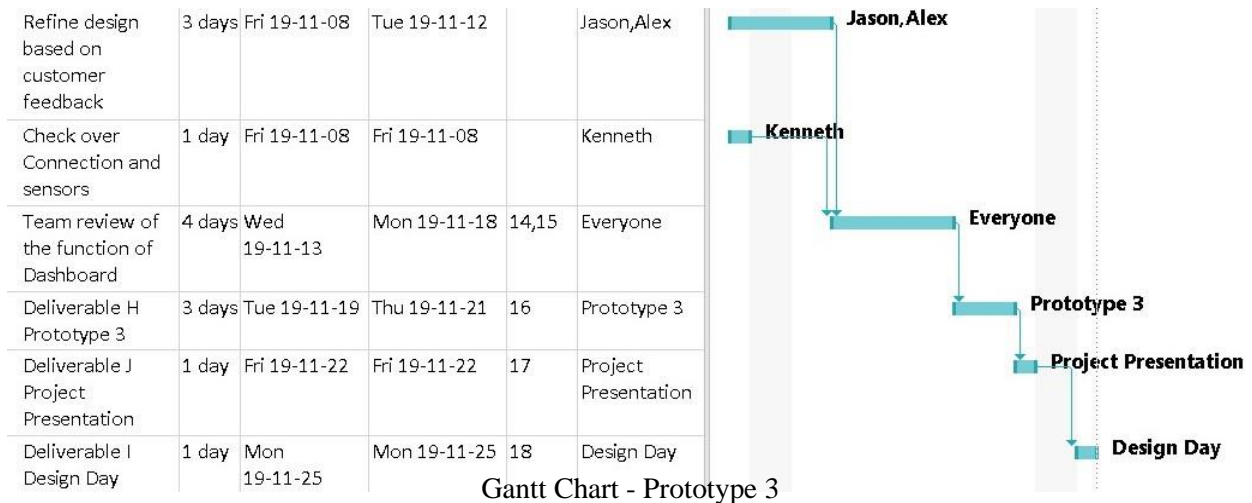 Refine design 3 days Fri 19-11-08 Tue 19-11-12 Jason,Alex Jason,Alex
based on
customer
feedback
Check over 1 day Fri 19-11-08 Fri 19-11-08 Kenneth Kenneth
Connection and
sensors
Team review of 4 days Wed Mon 19-11-18 14,15 Everyone Everyone
the function of 19-11-13
Dashboard
Deliverable H 3 days Tue 19-11-19 Thu 19-11-21 16 Prototype 3 Prototype 3
Prototype 3
Deliverable J 1 day Fri 19-11-22 Fri 19-11-22 17 Project Project Presentation
Project Presentation
Presentation
Deliverable I 1 day Mon Mon 19-11-25 18 Design Day Design Day
Design Day 19-11-25
Gantt Chart - Prototype 3